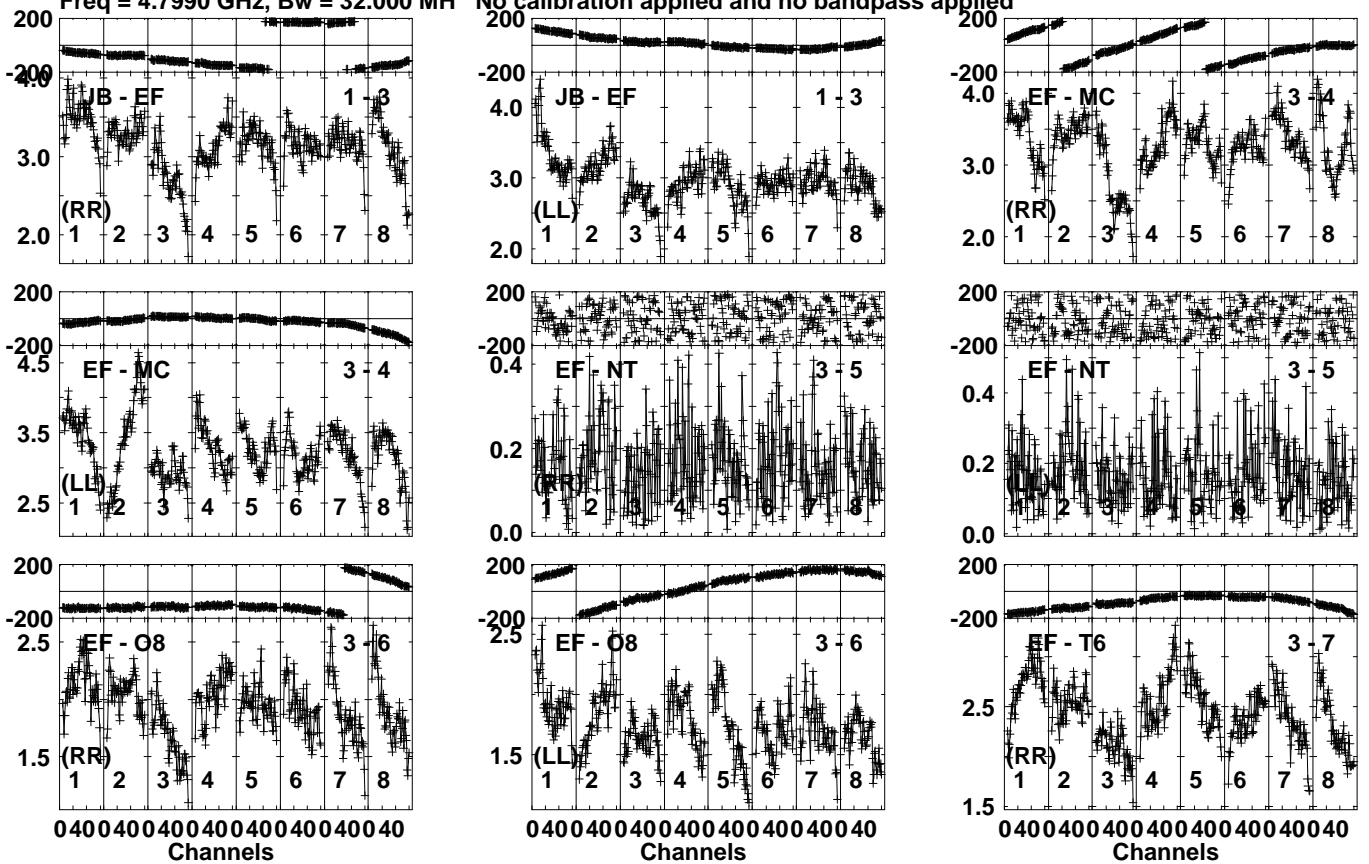 Freq = 4.7990 GHz, Bw = 32.000 MH No calibration applied and no bandpass applied
200
-200
4.0
3.0
2.0
JB - EF 1 - 3
(RR)
1 2 3 4 5 6 7 8
200
-200
4.0
3.0
2.0
JB - EF 1 - 3
(LL)
1 2 3 4 5 6 7 8
200
-200
4.0
3.0
2.0
EF - MC 3 - 4
(RR)
1 2 3 4 5 6 7 8
200
-200
4.5
3.5
2.5
EF - MC 3 - 4
(LL)
1 2 3 4 5 6 7 8
200
-200
0.4
0.2
0.0
EF - NT 3 - 5
(RR)
1 2 3 4 5 6 7 8
200
-200
0.4
0.2
0.0
EF - NT 3 - 5
(LL)
1 2 3 4 5 6 7 8
200
-200
2.5
1.5
EF - O8 3 - 6
(RR)
1 2 3 4 5 6 7 8
0 40 0 40 0 40 0 40 0 40 0 40 0 40 0 40
Channels
200
-200
2.5
1.5
EF - O8 3 - 6
(LL)
1 2 3 4 5 6 7 8
0 40 0 40 0 40 0 40 0 40 0 40 0 40 0 40
Channels
200
-200
2.5
1.5
EF - T6 3 - 7
(RR)
1 2 3 4 5 6 7 8
0 40 0 40 0 40 0 40 0 40 0 40 0 40 0 40
Channels